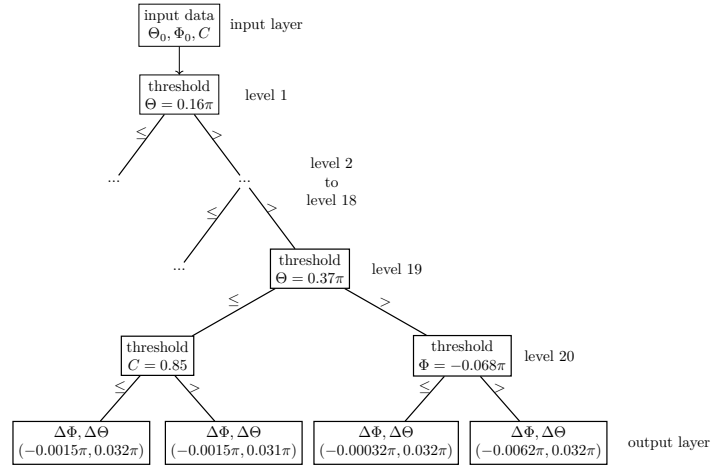 input data
Θ₀, Φ₀, C
input layer
threshold
Θ = 0.16π
level 1
≤
>
...
...
level 2
to
level 18
≤
>
...
threshold
Θ = 0.37π
level 19
≤
>
threshold
C = 0.85
threshold
Φ = −0.068π
level 20
≤
>
≤
>
ΔΦ, ΔΘ
(−0.0015π, 0.032π)
ΔΦ, ΔΘ
(−0.0015π, 0.031π)
ΔΦ, ΔΘ
(−0.00032π, 0.032π)
ΔΦ, ΔΘ
(−0.0062π, 0.032π)
output layer